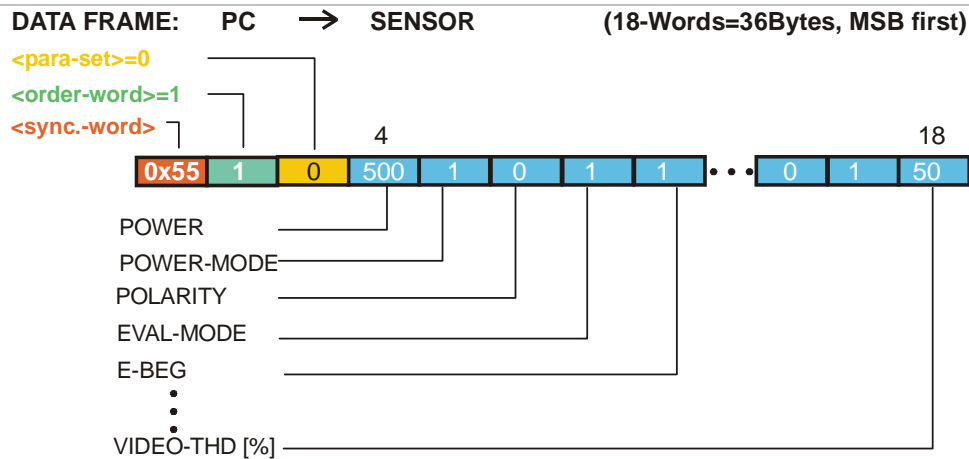 DATA FRAME: PC → SENSOR (18-Words=36Bytes, MSB first)
<para-set>=0
<order-word>=1
<sync.-word>
4 18
0x55 1 0 500 1 0 1 1 ••• 0 1 50
POWER
POWER-MODE
POLARITY
EVAL-MODE
E-BEG
VIDEO-THD [%]